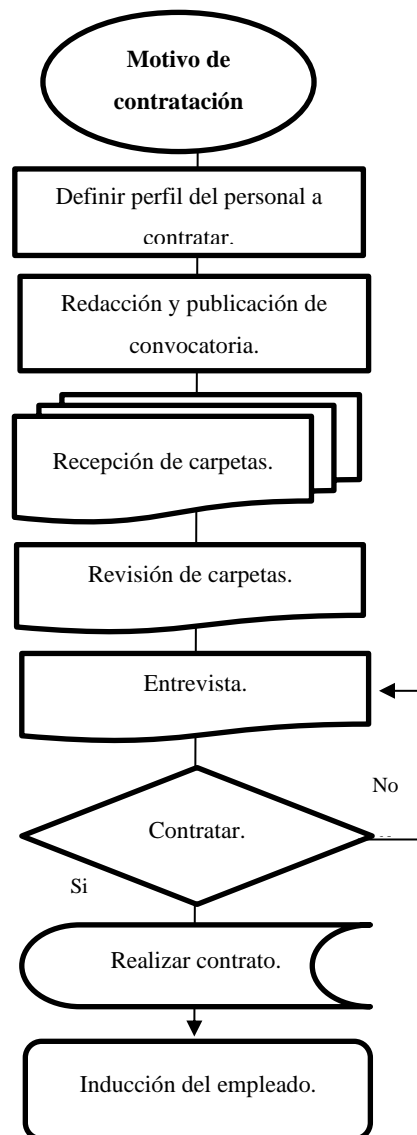 Motivo de
contratación
Definir perfil del personal a
contratar.
Redacción y publicación de
convocatoria.
Recepción de carpetas.
Revisión de carpetas.
Entrevista.
No
Contratar.
Si
Realizar contrato.
Inducción del empleado.